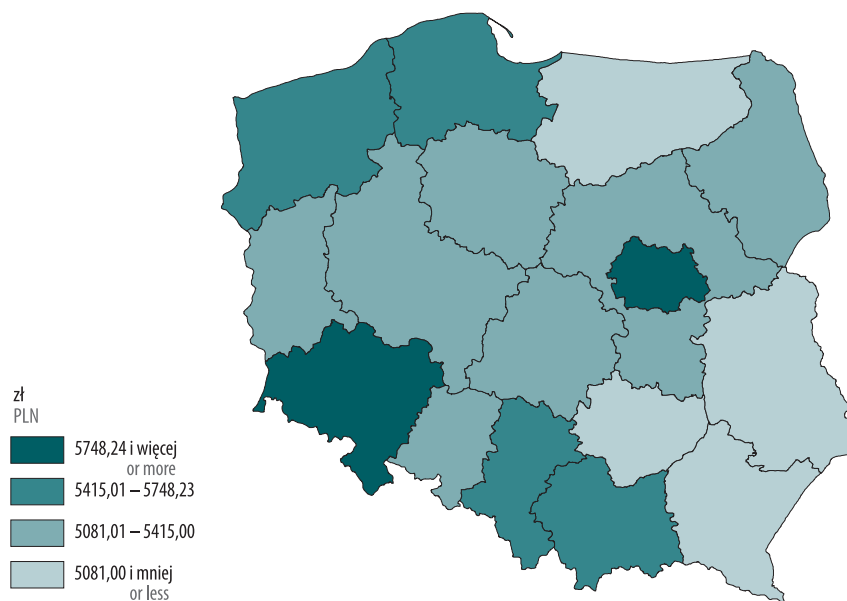 zł
PLN
5748,24 i więcej
or more
5415,01 – 5748,23
5081,01 – 5415,00
5081,00 i mniej
or less